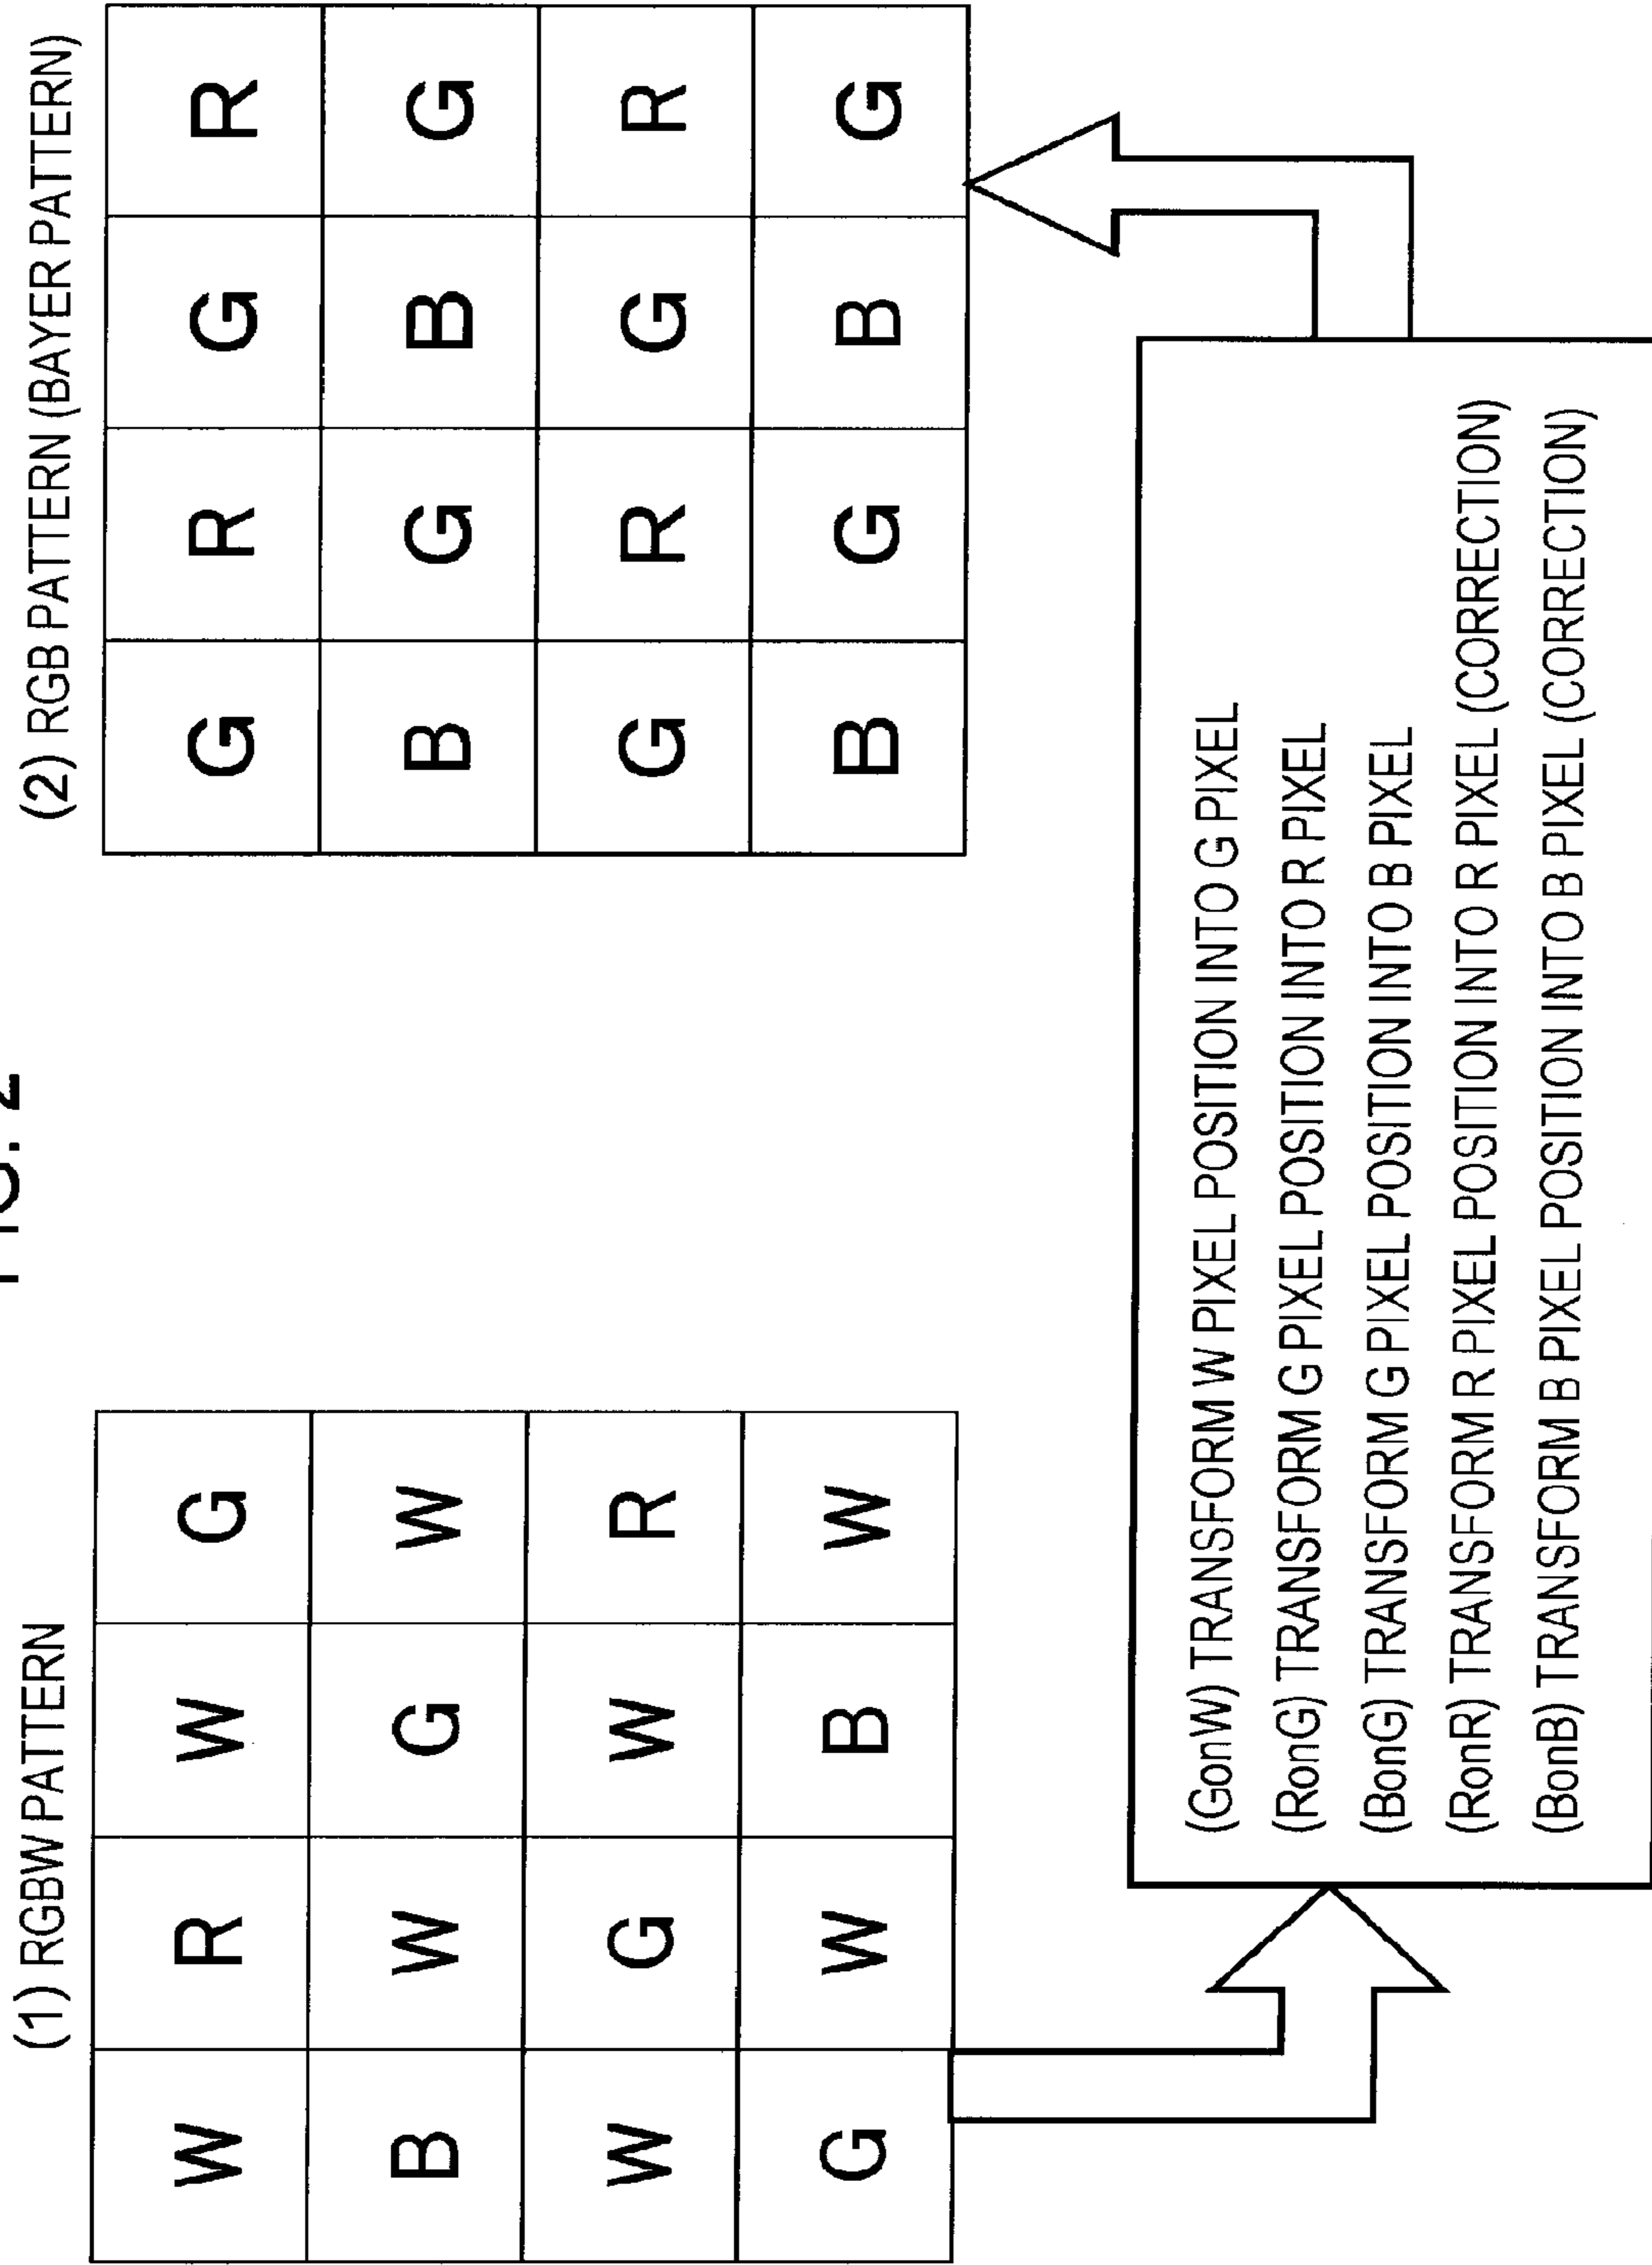 FIG. 2
(1) RGBW PATTERN
W R W G
B W G W
W G W R
G W B W
(2) RGB PATTERN (BAYER PATTERN)
G R G R
B G B G
G R G R
B G B G
(GonW) TRANSFORM W PIXEL POSITION INTO G PIXEL
(RonG) TRANSFORM G PIXEL POSITION INTO R PIXEL
(BonG) TRANSFORM G PIXEL POSITION INTO B PIXEL
(RonR) TRANSFORM R PIXEL POSITION INTO R PIXEL (CORRECTION)
(BonB) TRANSFORM B PIXEL POSITION INTO B PIXEL (CORRECTION)